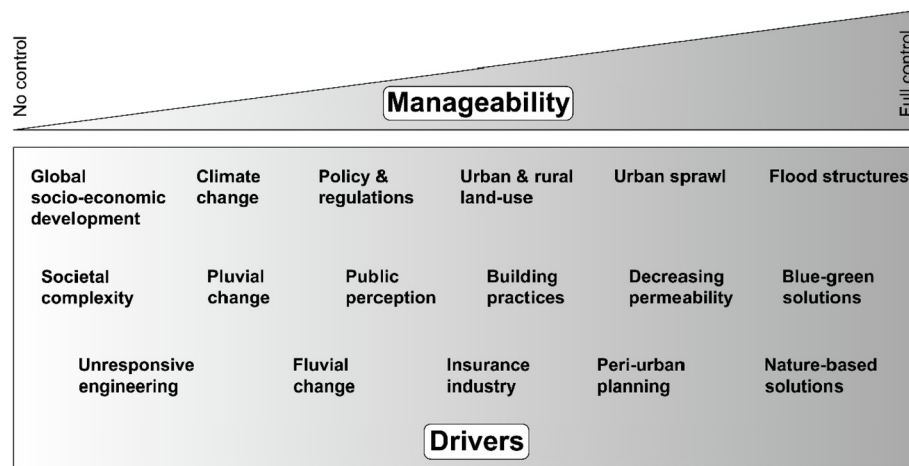 No control
Full control
Manageability
Global
socio-economic
development
Climate
change
Policy &
regulations
Urban & rural
land-use
Urban sprawl
Flood structures
Societal
complexity
Pluvial
change
Public
perception
Building
practices
Decreasing
permeability
Blue-green
solutions
Unresponsive
engineering
Fluvial
change
Insurance
industry
Peri-urban
planning
Nature-based
solutions
Drivers